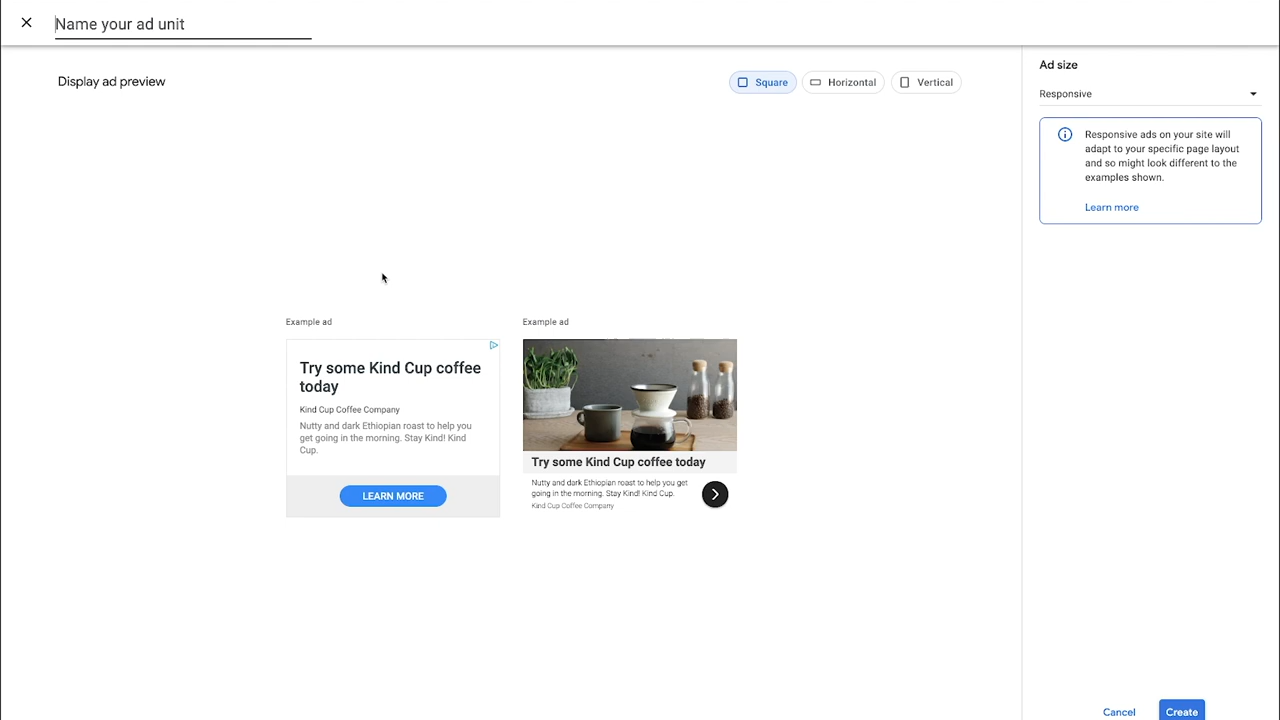 Name your ad unit
Display ad preview
Square
Horizontal
Vertical
Ad size
Responsive
Responsive ads on your site will
adapt to your specific page layout
and so might look different to the
examples shown.
Learn more
Example ad
Try some Kind Cup coffee
today
Kind Cup Coffee Company
Nutty and dark Ethiopian roast to help you
get going in the morning. Stay Kind! Kind
Cup.
LEARN MORE
Example ad
Try some Kind Cup coffee today
Nutty and dark Ethiopian roast to help you get
going in the morning. Stay Kind! Kind Cup.
Kind Cup Coffee Company
Cancel
Create